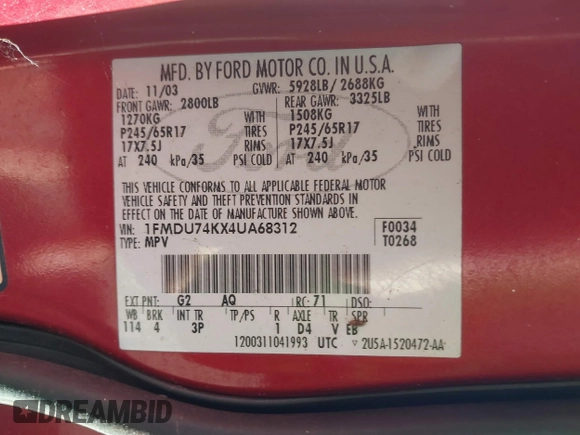 MFD. BY FORD MOTOR CO. IN U.S.A.
DATE: 11/03 GVWR: 5928LB/ 2688KG
FRONT GAWR: 2800LB REAR GAWR: 3325LB
1270KG WITH 1508KG WITH
P245/65R17 TIRES P245/65R17 TIRES
17X7.5J RIMS 17X7.5J RIMS
AT 240 kPa/35 PSI COLD AT 240 kPa/35 PSI COLD
Ford
THIS VEHICLE CONFORMS TO ALL APPLICABLE FEDERAL MOTOR
VEHICLE SAFETY AND THEFT PREVENTION STANDARDS IN
EFFECT ON THE DATE OF MANUFACTURE SHOWN ABOVE.
VIN: 1FMDU74KX4UA68312 F0034
TYPE: MPV T0268
EXT PNT: G2 AQ RC: 71 DSO:
WB BRK INT TR TP/PS R AXLE TR SPR
114 4 3P 1 D4 V EB
1200311041993 UTC 2U5A-1520472-AA
DREAMBID